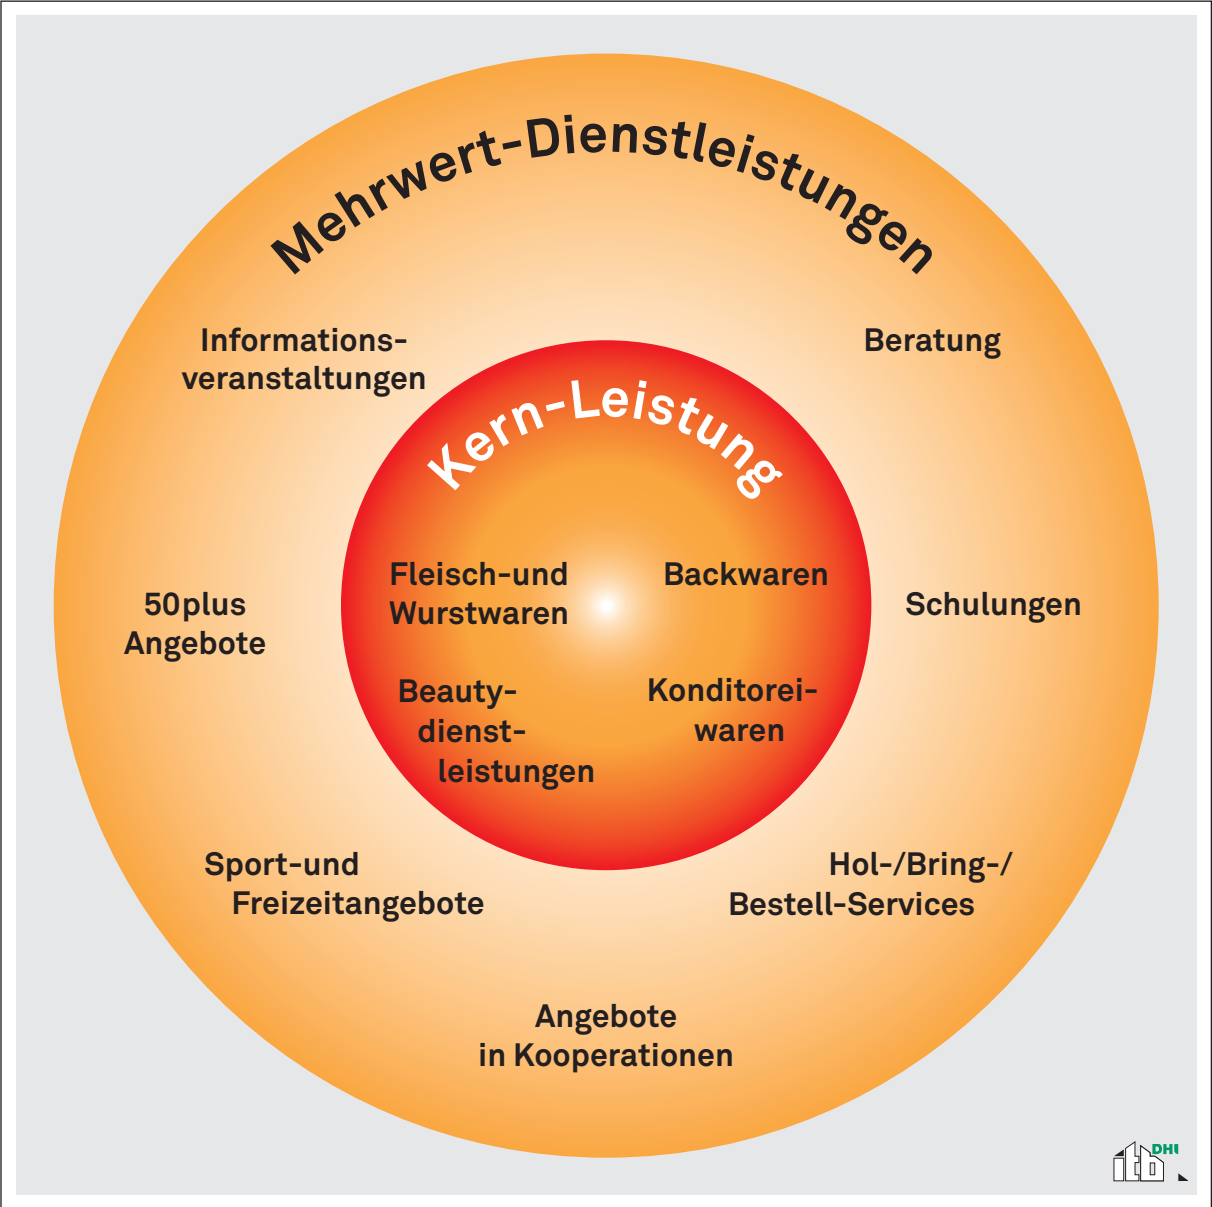 Mehrwert-Dienstleistungen
Informations-
veranstaltungen
Beratung
Kern-Leistung
Fleisch-und
Wurstwaren
Backwaren
50plus
Angebote
Schulungen
Beauty-
dienst-
leistungen
Konditorei-
waren
Sport-und
Freizeitangebote
Hol-/Bring-/
Bestell-Services
Angebote
in Kooperationen
itb
DHI